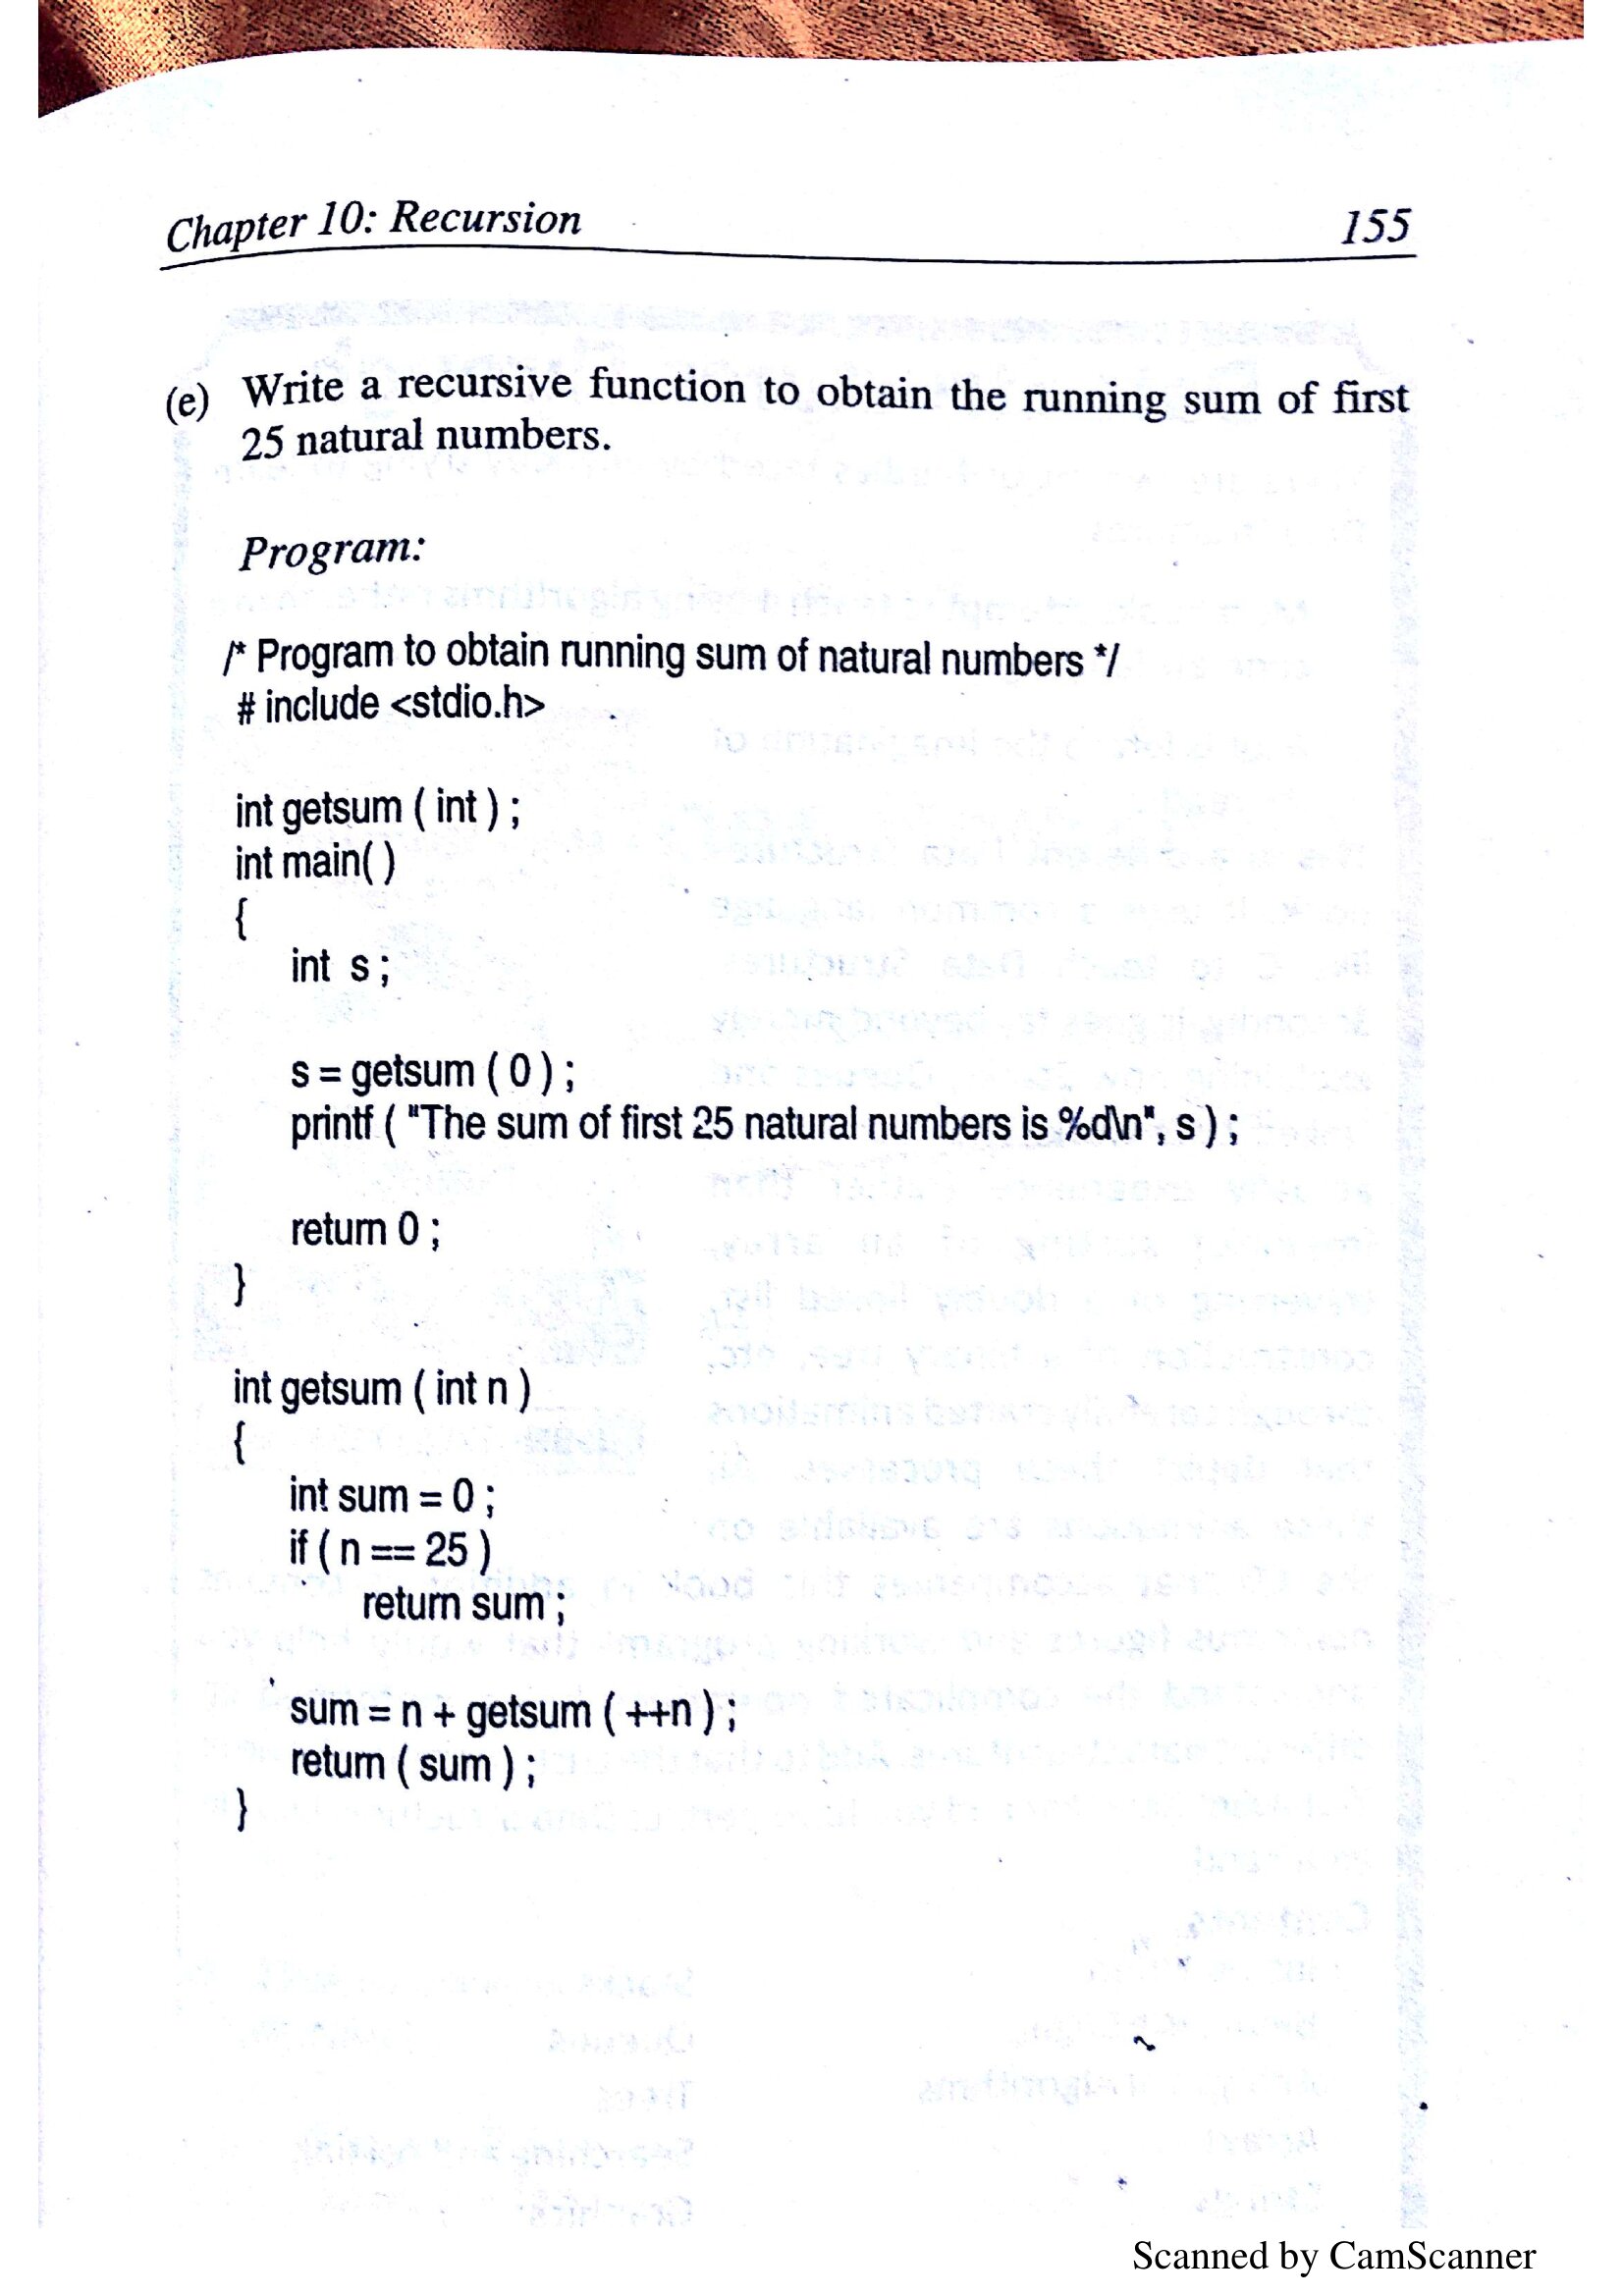 Chapter 10: Recursion 155
(e) Write a recursive function to obtain the running sum of first
25 natural numbers.
Program:
/* Program to obtain running sum of natural numbers */
# include <stdio.h>
int getsum ( int ) ;
int main( )
{
int s ;
s = getsum ( 0 ) ;
printf ( "The sum of first 25 natural numbers is %d\n", s ) ;
return 0 ;
}
int getsum ( int n )
{
int sum = 0 ;
if ( n == 25 )
return sum ;
sum = n + getsum ( ++n ) ;
return ( sum ) ;
}
Scanned by CamScanner